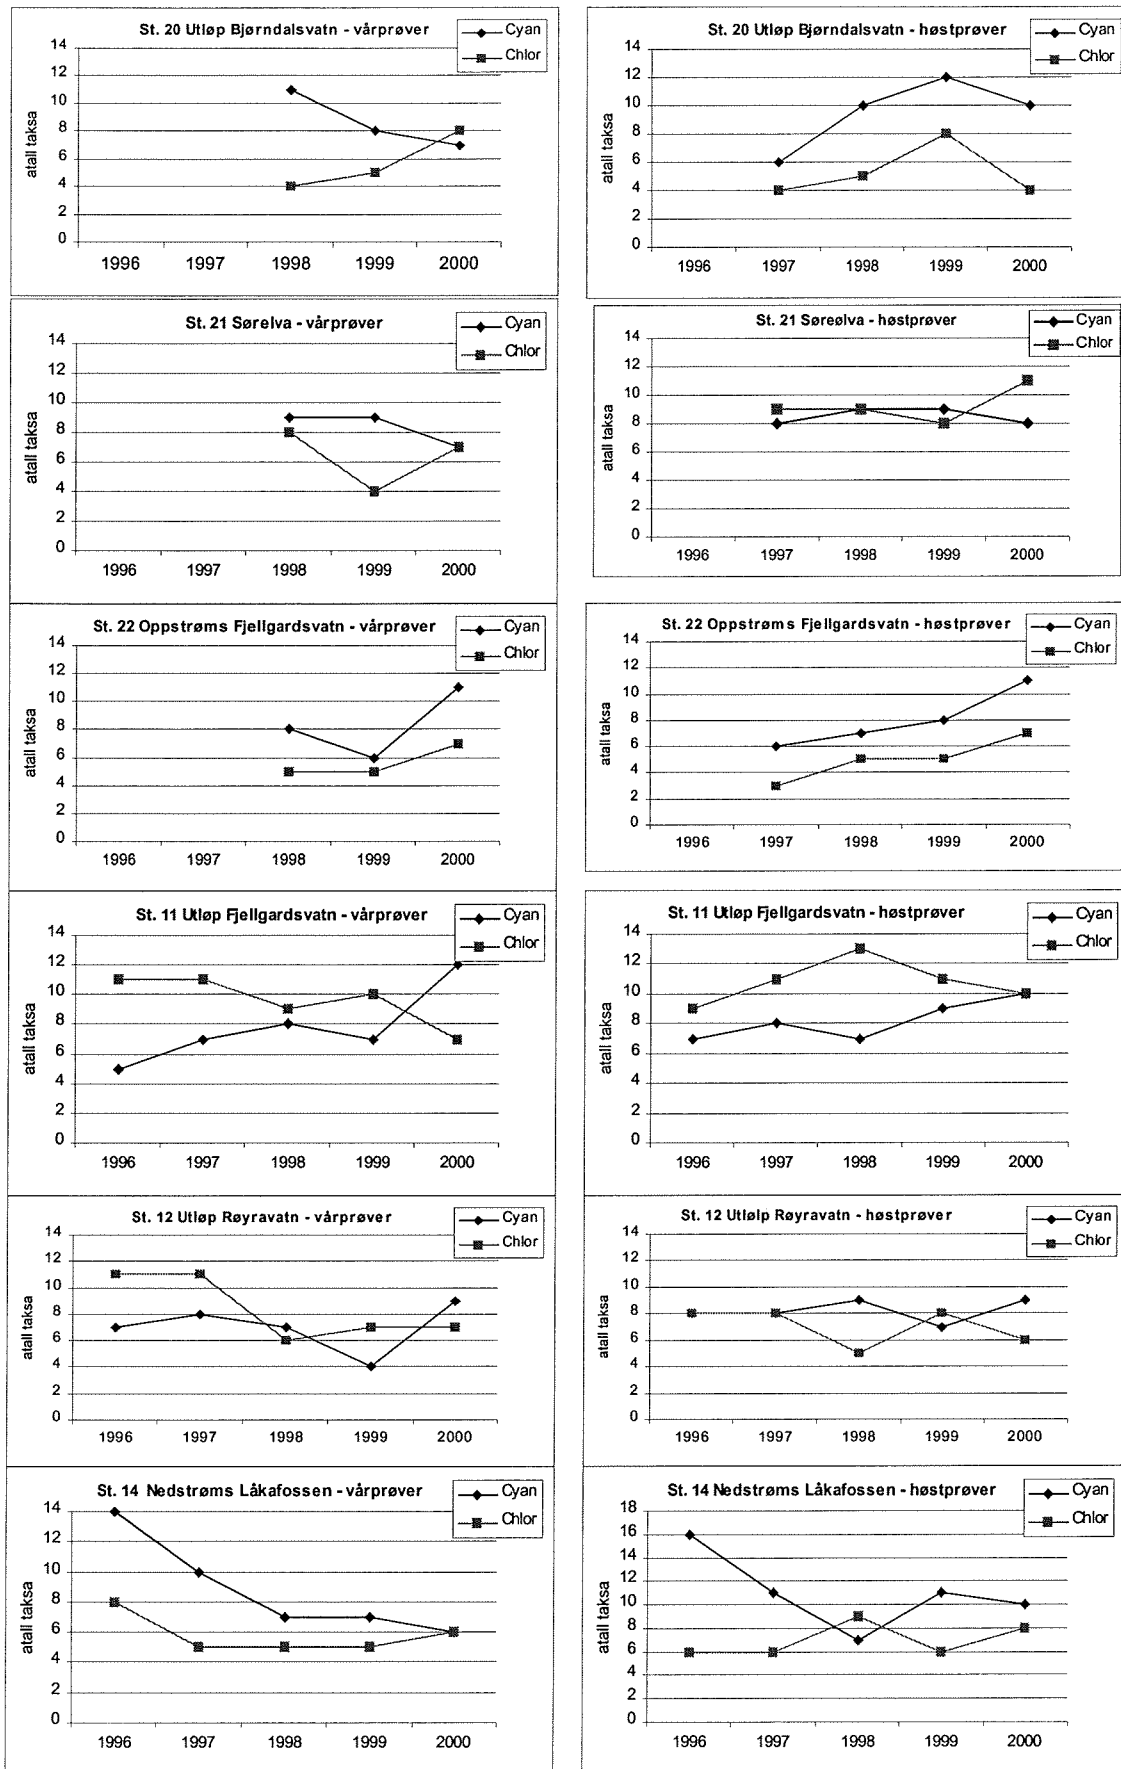 St. 20 Utløp Bjørndalsvatn - vårprøver
Cyan
Chlor
atall taksa
14
12
10
8
6
4
2
0
1996 1997 1998 1999 2000
St. 20 Utløp Bjørndalsvatn - høstprøver
Cyan
Chlor
atall taksa
14
12
10
8
6
4
2
0
1996 1997 1998 1999 2000
St. 21 Sørelva - vårprøver
Cyan
Chlor
atall taksa
14
12
10
8
6
4
2
0
1996 1997 1998 1999 2000
St. 21 Søreølva - høstprøver
Cyan
Chlor
atall taksa
14
12
10
8
6
4
2
0
1996 1997 1998 1999 2000
St. 22 Oppstrøms Fjellgardsvatn - vårprøver
Cyan
Chlor
atall taksa
14
12
10
8
6
4
2
0
1996 1997 1998 1999 2000
St. 22 Oppstrøms Fjellgardsvatn - høstprøver
Cyan
Chlor
atall taksa
14
12
10
8
6
4
2
0
1996 1997 1998 1999 2000
St. 11 Utløp Fjellgardsvatn - vårprøver
Cyan
Chlor
atall taksa
14
12
10
8
6
4
2
0
1996 1997 1998 1999 2000
St. 11 Utløp Fjellgardsvatn - høstprøver
Cyan
Chlor
atall taksa
14
12
10
8
6
4
2
0
1996 1997 1998 1999 2000
St. 12 Utløp Røyravatn - vårprøver
Cyan
Chlor
atall taksa
14
12
10
8
6
4
2
0
1996 1997 1998 1999 2000
St. 12 Utlølp Røyravatn - høstprøver
Cyan
Chlor
atall taksa
14
12
10
8
6
4
2
0
1996 1997 1998 1999 2000
St. 14 Nedstrøms Låkafossen - vårprøver
Cyan
Chlor
atall taksa
14
12
10
8
6
4
2
0
1996 1997 1998 1999 2000
St. 14 Nedstrøms Låkafossen - høstprøver
Cyan
Chlor
atall taksa
18
16
14
12
10
8
6
4
2
0
1996 1997 1998 1999 2000